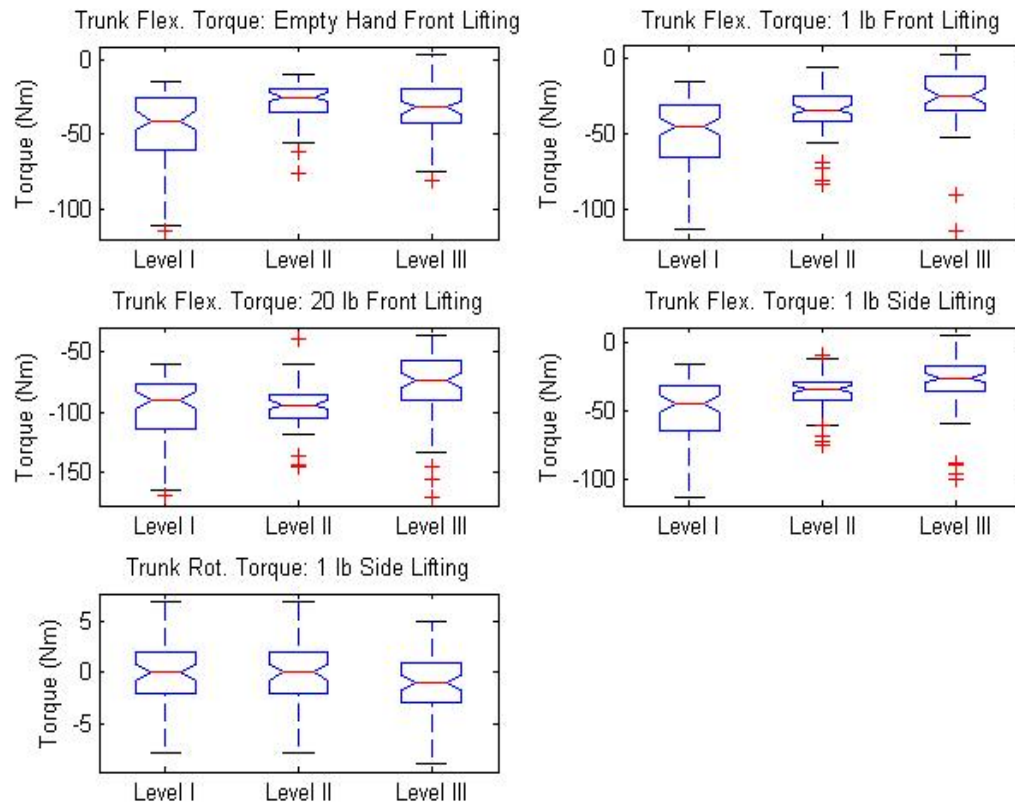 Trunk Flex. Torque: Empty Hand Front Lifting
Torque (Nm)
0
-50
-100
Level I Level II Level III
Trunk Flex. Torque: 1 lb Front Lifting
Torque (Nm)
0
-50
-100
Level I Level II Level III
Trunk Flex. Torque: 20 lb Front Lifting
Torque (Nm)
-50
-100
-150
Level I Level II Level III
Trunk Flex. Torque: 1 lb Side Lifting
Torque (Nm)
0
-50
-100
Level I Level II Level III
Trunk Rot. Torque: 1 lb Side Lifting
Torque (Nm)
5
0
-5
Level I Level II Level III